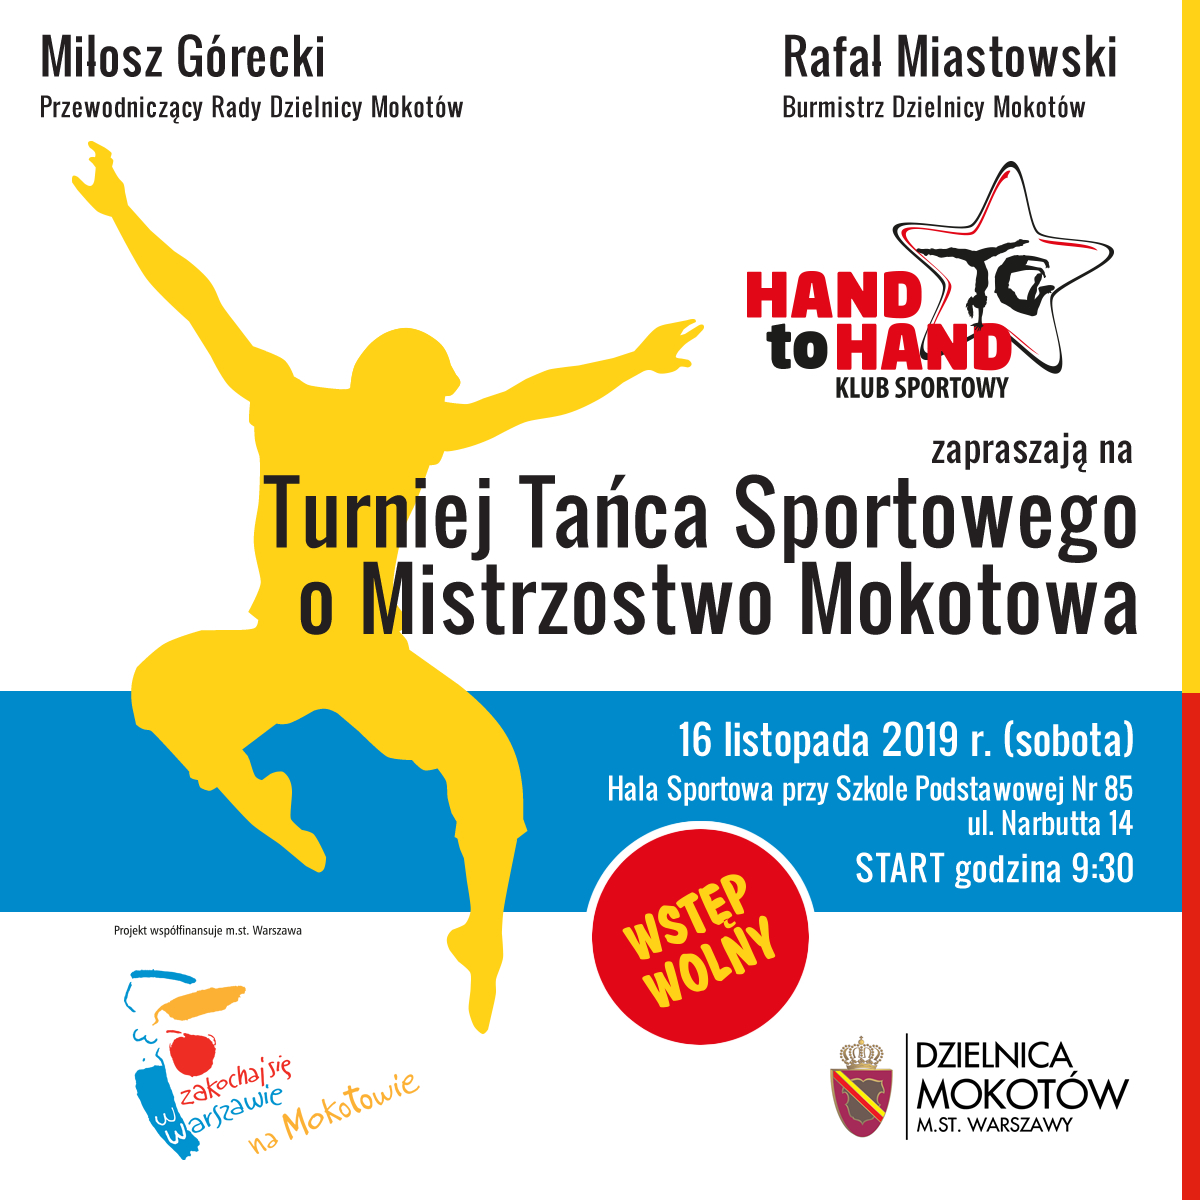 Miłosz Górecki
Przewodniczący Rady Dzielnicy Mokotów
Rafał Miastowski
Burmistrz Dzielnicy Mokotów
HAND
to HAND
KLUB SPORTOWY
zapraszają na
Turniej Tańca Sportowego
o Mistrzostwo Mokotowa
16 listopada 2019 r. (sobota)
Hala Sportowa przy Szkole Podstawowej Nr 85
ul. Narbutta 14
START godzina 9:30
WSTĘP
WOLNY
Projekt współfinansuje m.st. Warszawa
zakochaj się
w Warszawie
na Mokotowie
DZIELNICA
MOKOTÓW
M.ST. WARSZAWY